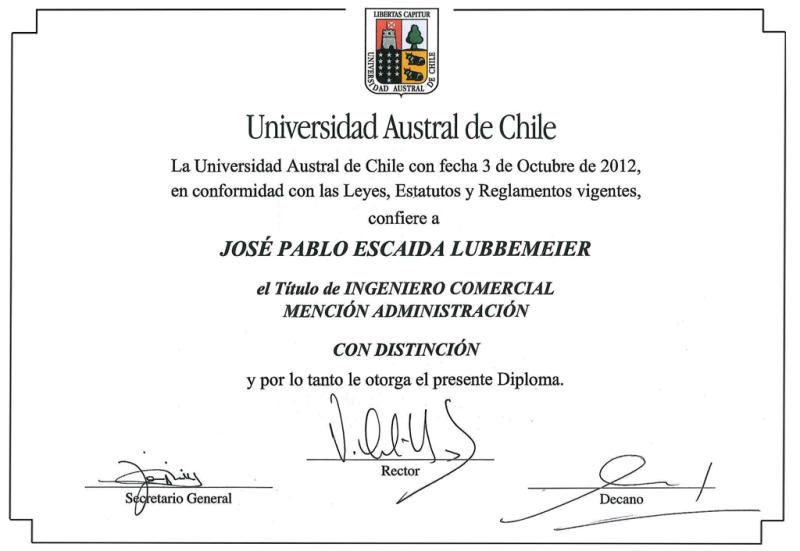 LIBERTAS CAPITUR
UNIVERSIDAD AUSTRAL DE CHILE
Universidad Austral de Chile
La Universidad Austral de Chile con fecha 3 de Octubre de 2012,
en conformidad con las Leyes, Estatutos y Reglamentos vigentes,
confiere a
JOSÉ PABLO ESCAIDA LUBBEMEIER
el Título de INGENIERO COMERCIAL
MENCIÓN ADMINISTRACIÓN
CON DISTINCIÓN
y por lo tanto le otorga el presente Diploma.
Rector
Secretario General
Decano